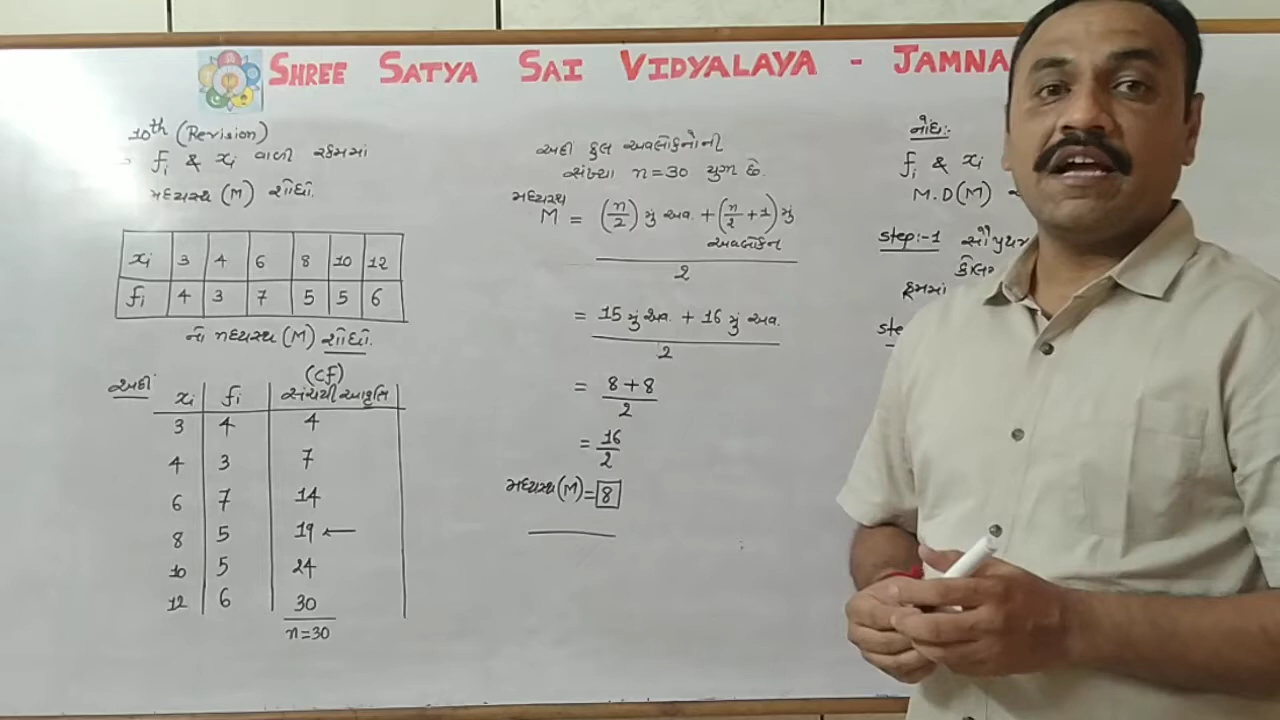 SHREE SATYA SAI VIDYALAYA - JAMNA
10th (Revision)
→ fi & xi વાળી રકમમાં
મધ્યસ્થ (M) શોધો.
xi 3 4 6 8 10 12
fi 4 3 7 5 5 6
નો મધ્યસ્થ (M) શોધો.
અહીં
(cf)
xi fi સંચયી આવૃત્તિ
3 4 4
4 3 7
6 7 14
8 5 19 ←
10 5 24
12 6 30
n=30
અહીં કુલ અવલોકનોની
સંખ્યા n=30 યુગ્મ છે.
મધ્યસ્થ
M = (n/2) મું અવ. + (n/2 + 1) મું
અવલોકન
2
= 15 મું અવ. + 16 મું અવ.
2
= 8+8
2
= 16
2
મધ્યસ્થ (M) = 8
નોંધ:-
fi & xi
M.D(M)
step:-1 સૌપ્રથમ
ક્રમમાં
ste